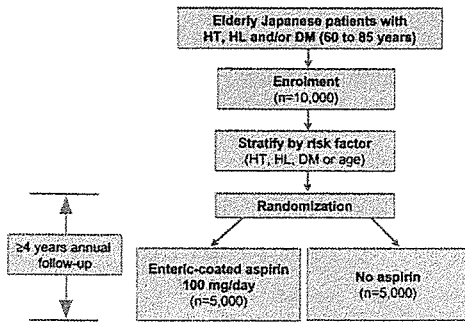 Elderly Japanese patients with
HT, HL and/or DM (60 to 85 years)
Enrolment
(n=10,000)
Stratify by risk factor
(HT, HL, DM or age)
Randomization
≥4 years annual
follow-up
Enteric-coated aspirin
100 mg/day
(n=5,000)
No aspirin
(n=5,000)